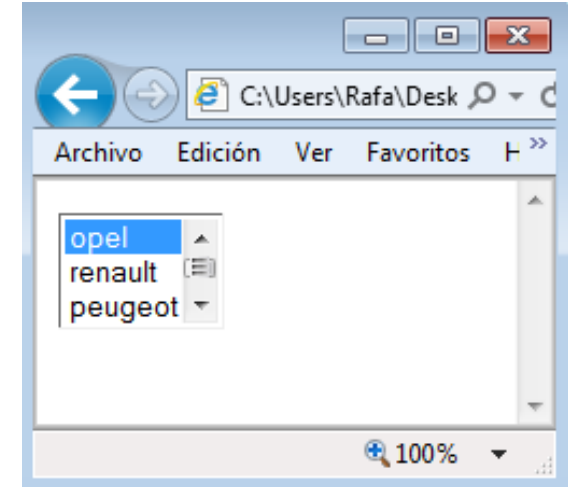 C:\Users\Rafa\Desk
Archivo Edición Ver Favoritos H
opel
renault
peugeot
100%